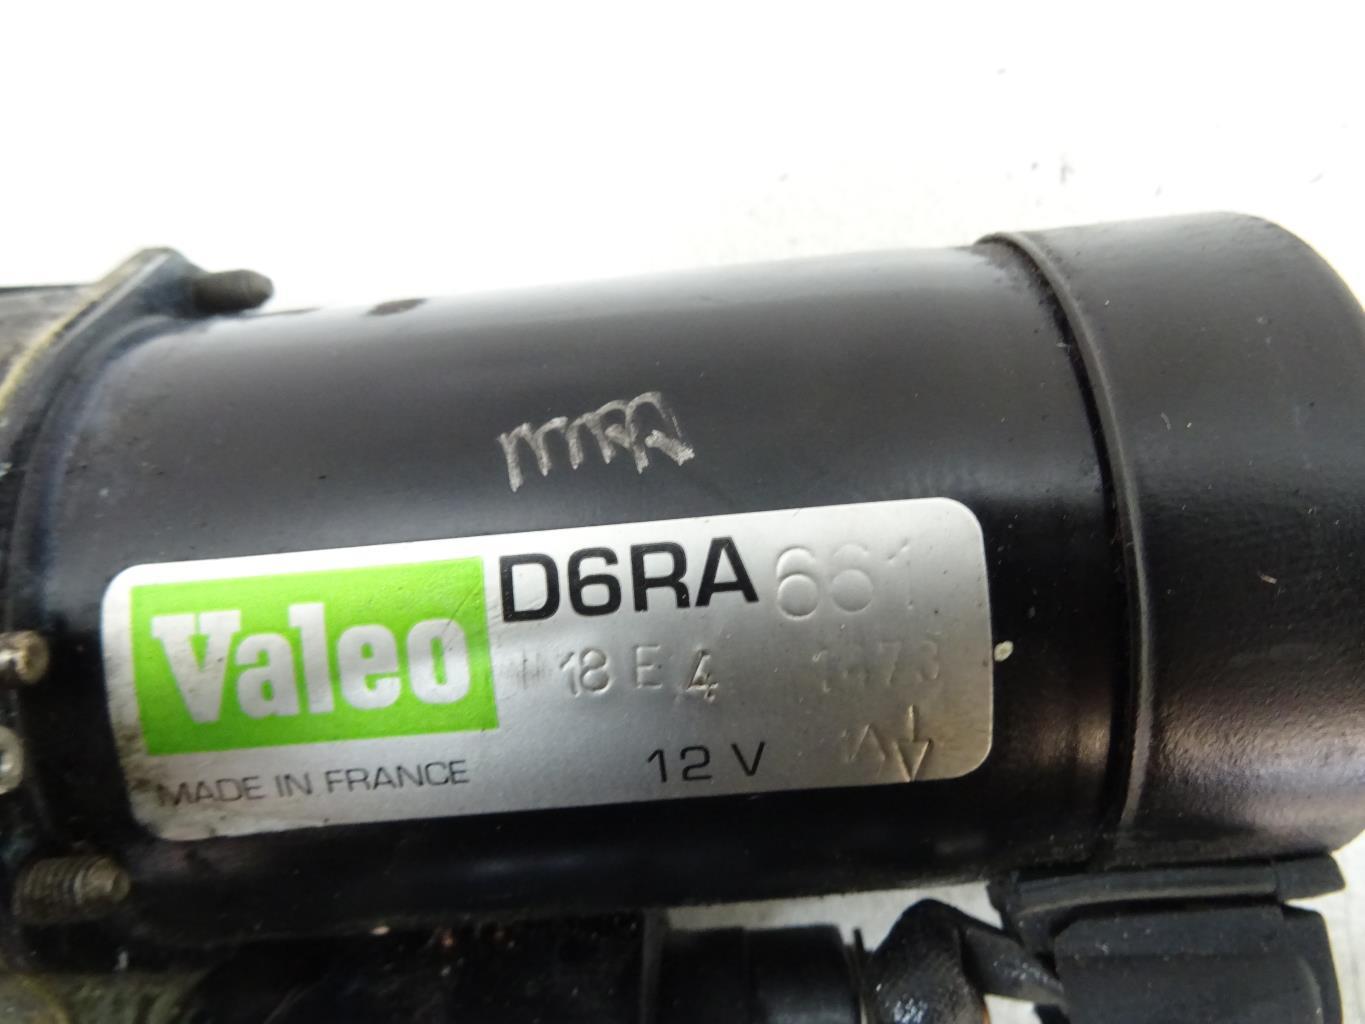 Valeo
D6RA 661
18 E 4
12 V
MADE IN FRANCE